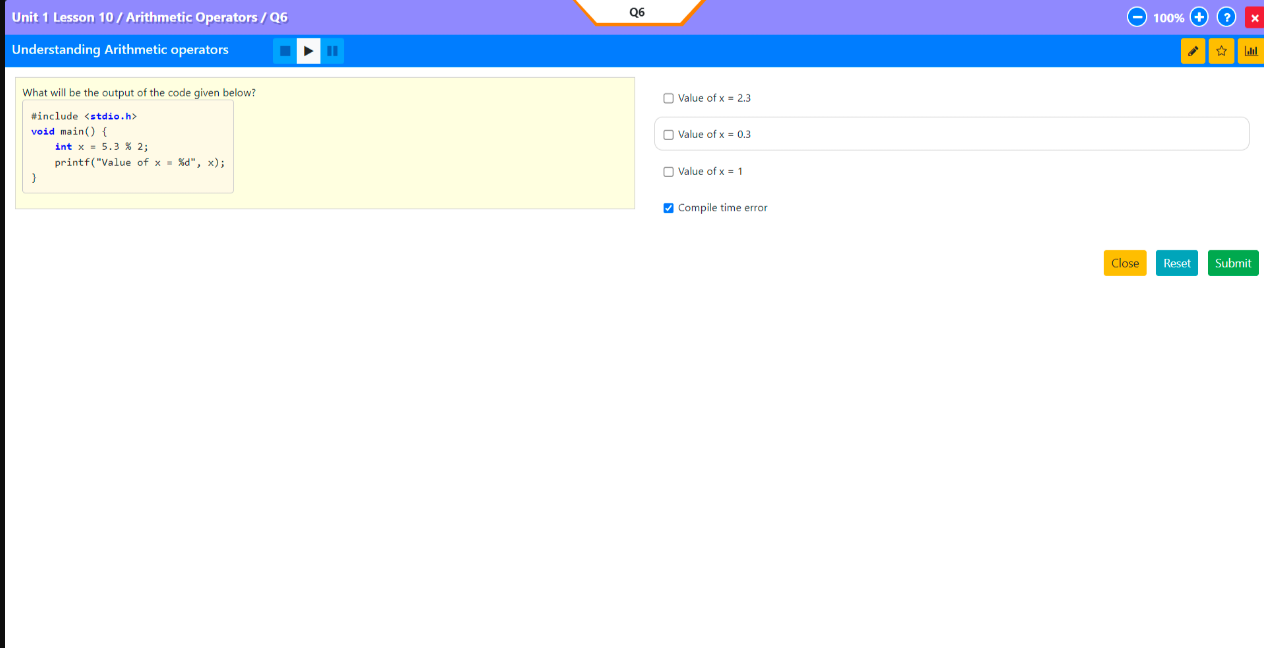 Unit 1 Lesson 10 / Arithmetic Operators / Q6
Q6
100%
?
x
Understanding Arithmetic operators
What will be the output of the code given below?
#include <stdio.h>
void main() {
    int x = 5.3 % 2;
    printf("Value of x = %d", x);
}
Value of x = 2.3
Value of x = 0.3
Value of x = 1
Compile time error
Close Reset Submit